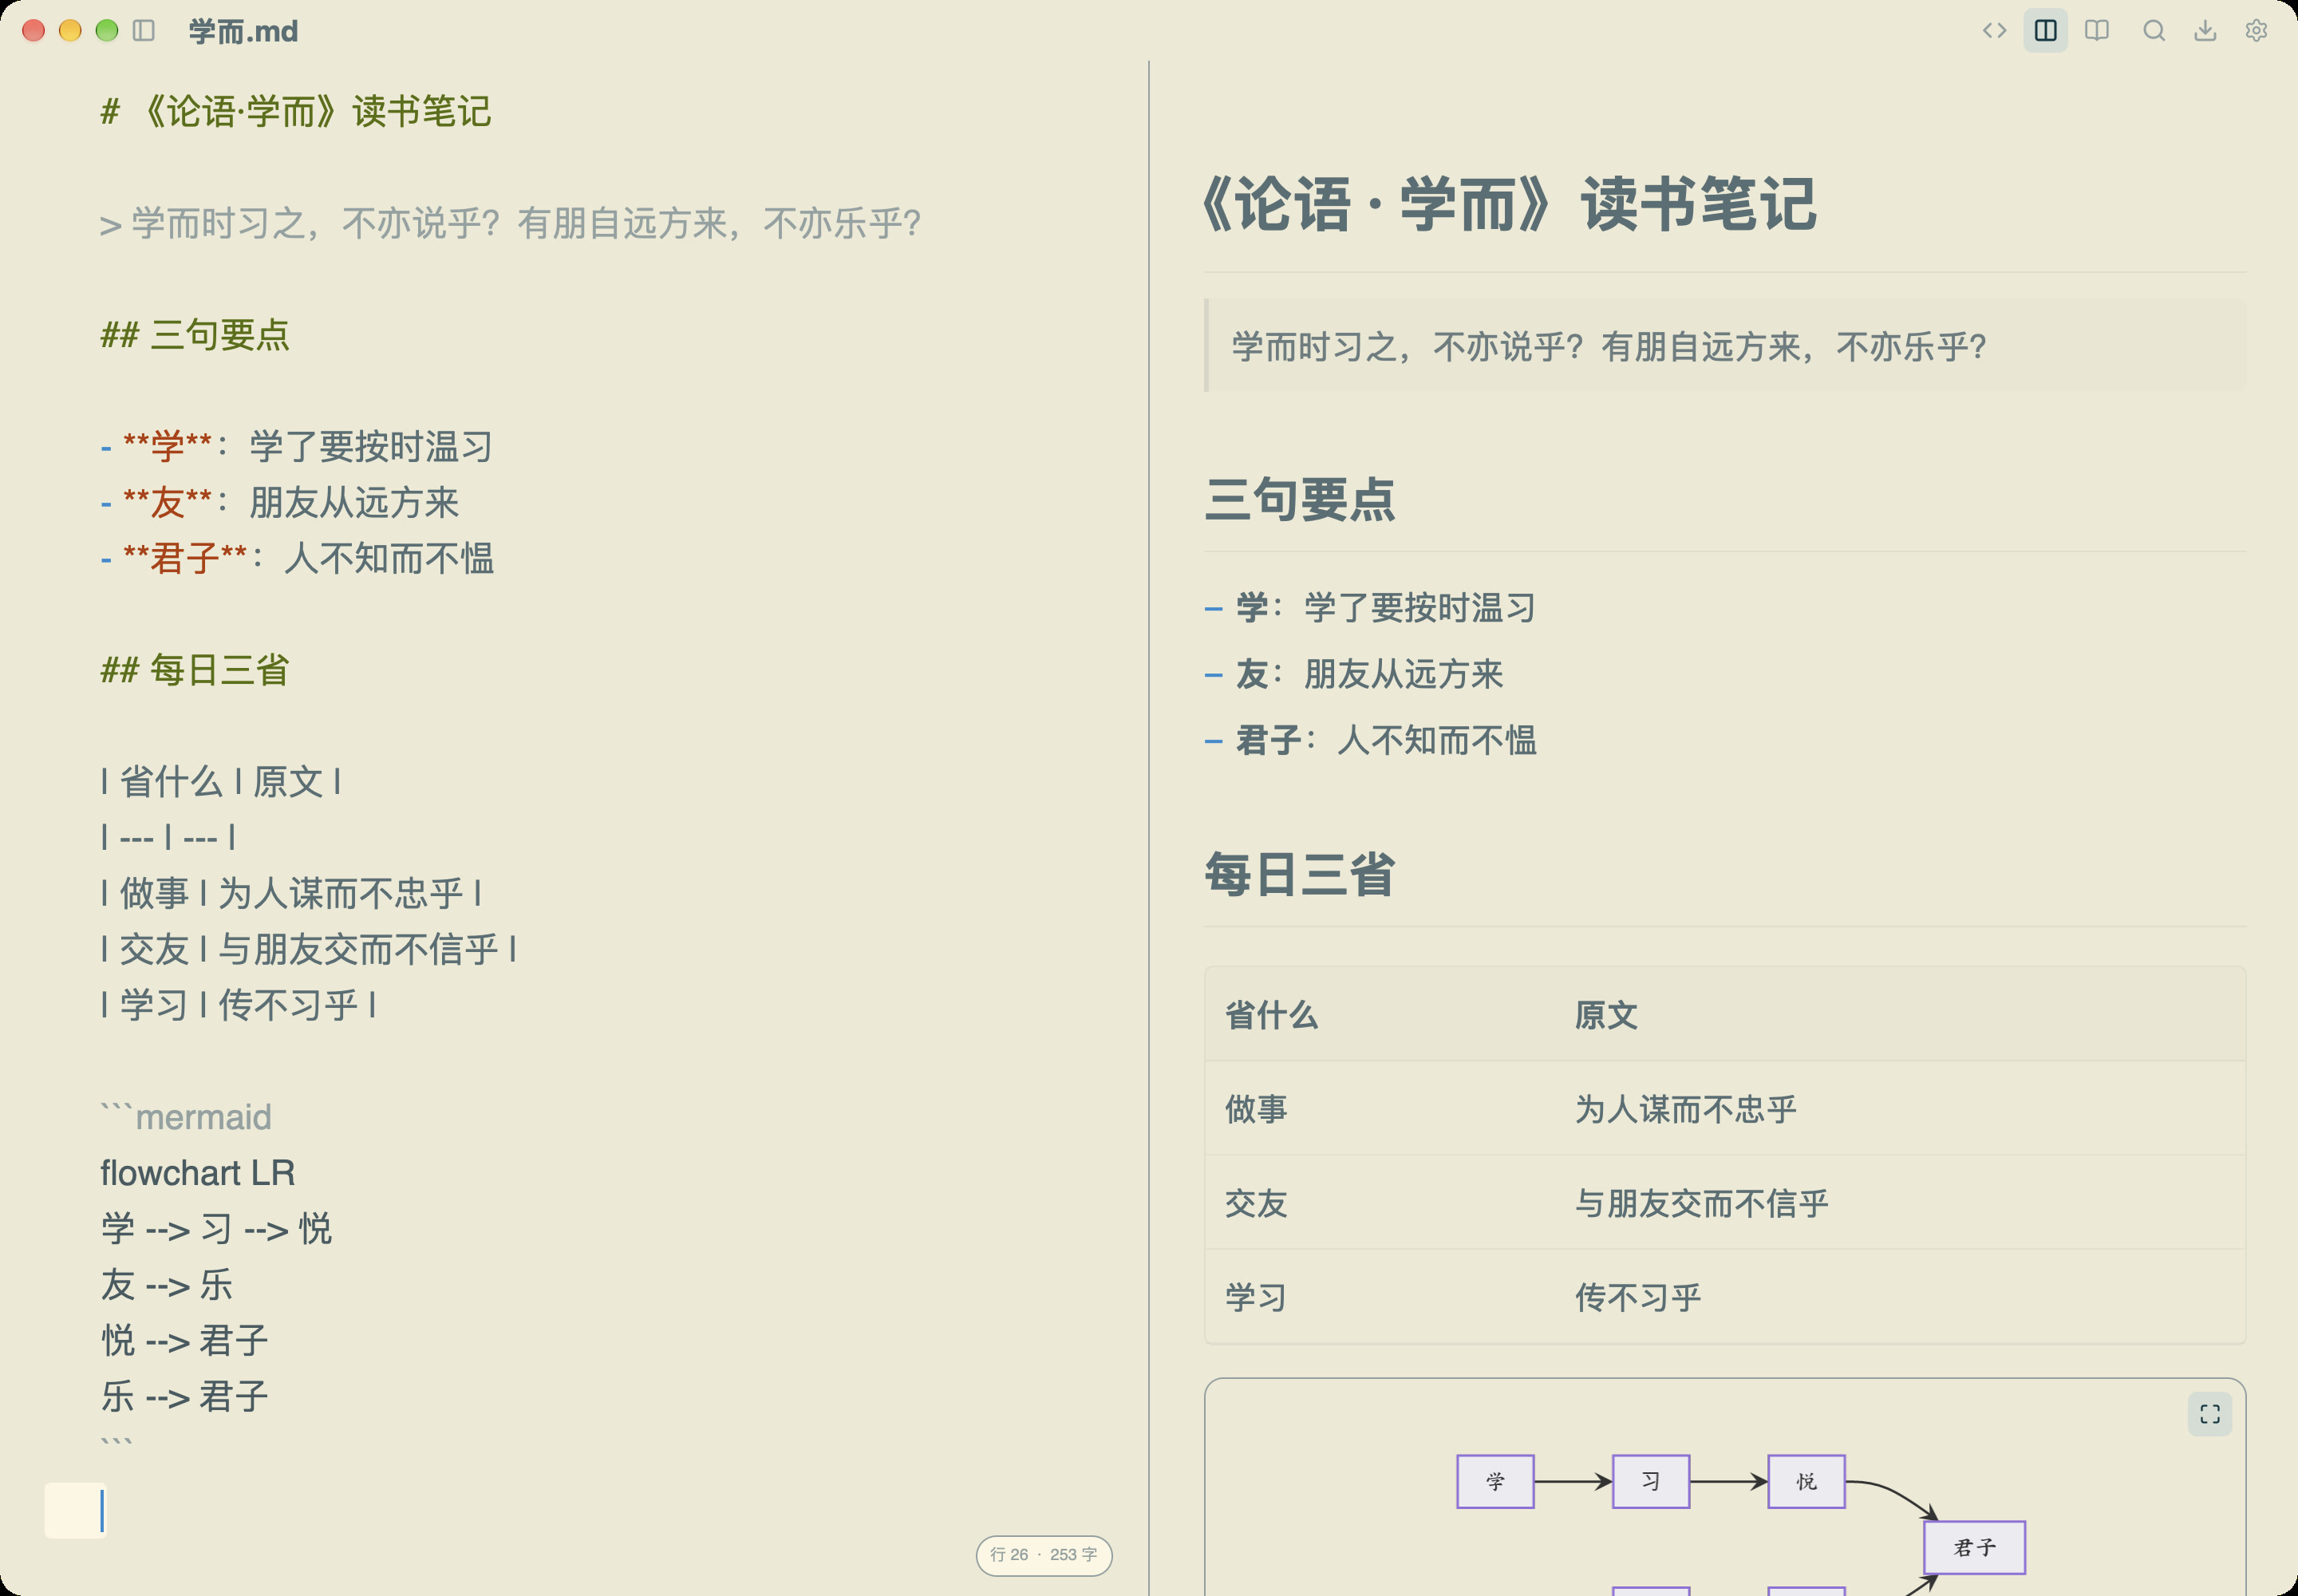 学而.md
# 《论语·学而》读书笔记
> 学而时习之，不亦说乎？有朋自远方来，不亦乐乎？
## 三句要点
- **学**：学了要按时温习
- **友**：朋友从远方来
- **君子**：人不知而不愠
## 每日三省
| 省什么 | 原文 |
| --- | --- |
| 做事 | 为人谋而不忠乎 |
| 交友 | 与朋友交而不信乎 |
| 学习 | 传不习乎 |
```mermaid
flowchart LR
学 --> 习 --> 悦
友 --> 乐
悦 --> 君子
乐 --> 君子
```
行 26 · 253 字
《论语·学而》读书笔记
学而时习之，不亦说乎？有朋自远方来，不亦乐乎？
三句要点
– 学：学了要按时温习
– 友：朋友从远方来
– 君子：人不知而不愠
每日三省
省什么 原文
做事 为人谋而不忠乎
交友 与朋友交而不信乎
学习 传不习乎
学 习 悦
君子